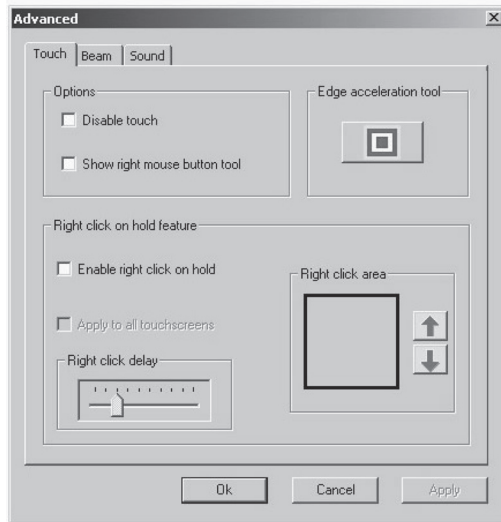 Advanced
Touch
Beam
Sound
Options
Disable touch
Show right mouse button tool
Edge acceleration tool
Right click on hold feature
Enable right click on hold
Apply to all touchscreens
Right click delay
Right click area
Ok
Cancel
Apply